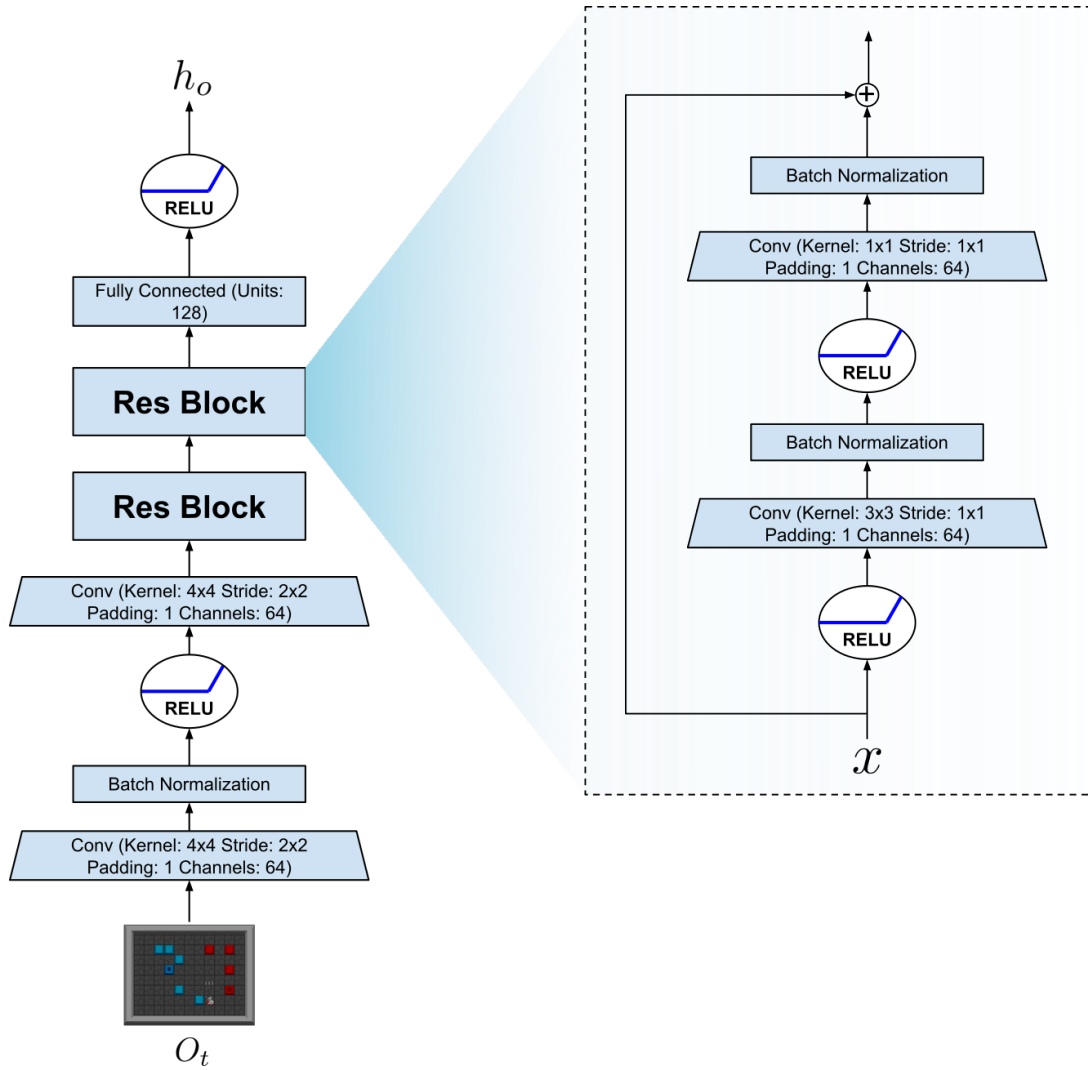 h_o
RELU
Fully Connected (Units:
128)
Res Block
Res Block
Conv (Kernel: 4x4 Stride: 2x2
Padding: 1 Channels: 64)
RELU
Batch Normalization
Conv (Kernel: 4x4 Stride: 2x2
Padding: 1 Channels: 64)
O_t
+
Batch Normalization
Conv (Kernel: 1x1 Stride: 1x1
Padding: 1 Channels: 64)
RELU
Batch Normalization
Conv (Kernel: 3x3 Stride: 1x1
Padding: 1 Channels: 64)
RELU
x